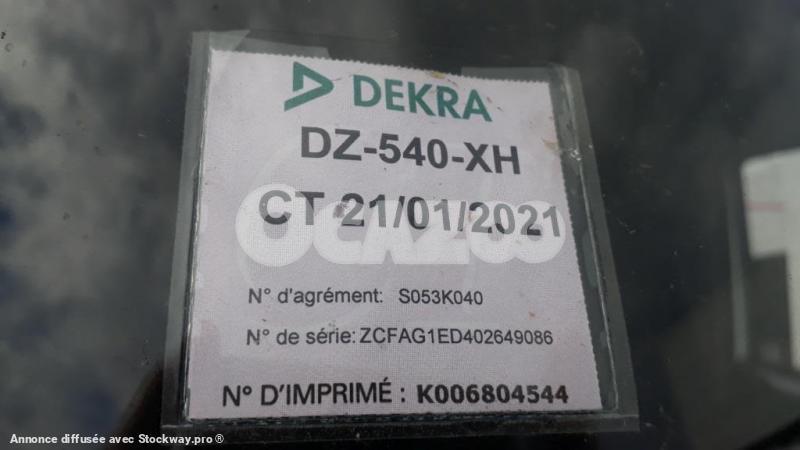 DEKRA
DZ-540-XH
CT 21/01/2021
OCAZOO
N° d'agrément: S053K040
N° de série: ZCFAG1ED402649086
N° D'IMPRIMÉ : K006804544
Annonce diffusée avec Stockway.pro ®